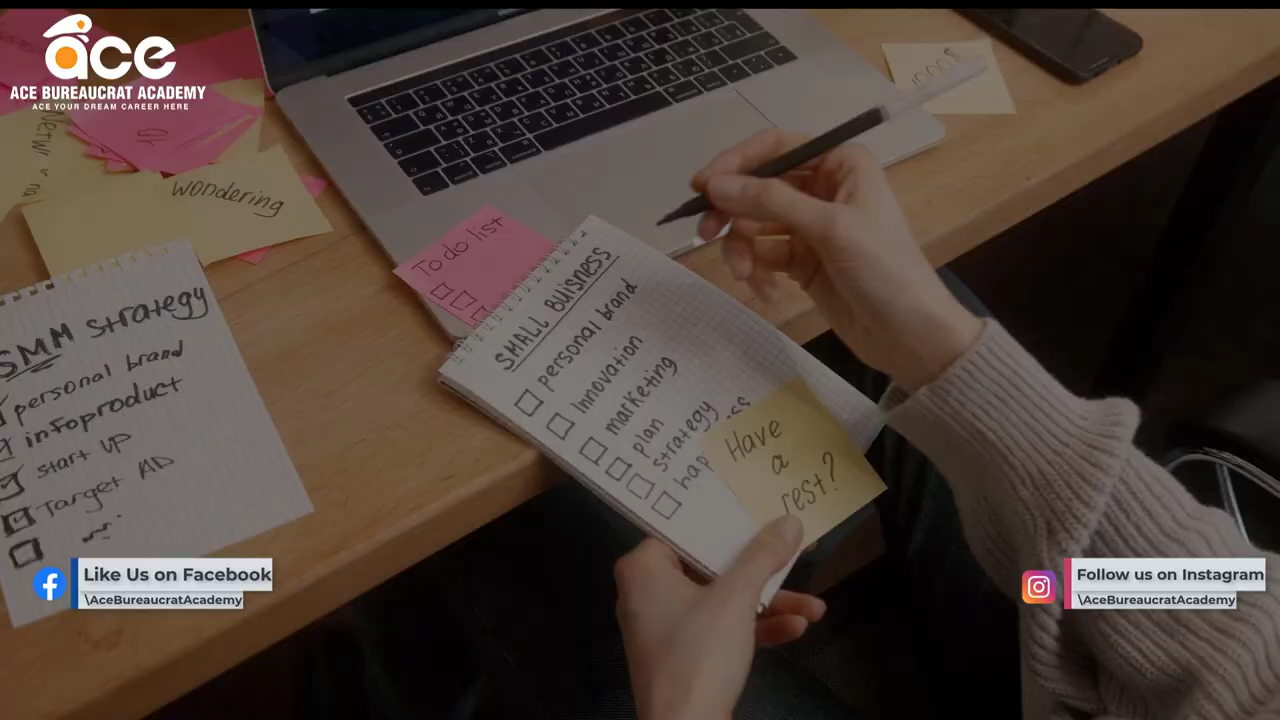 ace
ACE BUREAUCRAT ACADEMY
ACE YOUR DREAM CAREER HERE
wondering
To do list
SMM strategy
personal brand
infoproduct
start UP
Target AD
SMALL BUISNESS
personal brand
Innovation
marketing
plan
strategy
Have
a
rest?
Like Us on Facebook
\AceBureaucratAcademy
Follow us on Instagram
\AceBureaucratAcademy